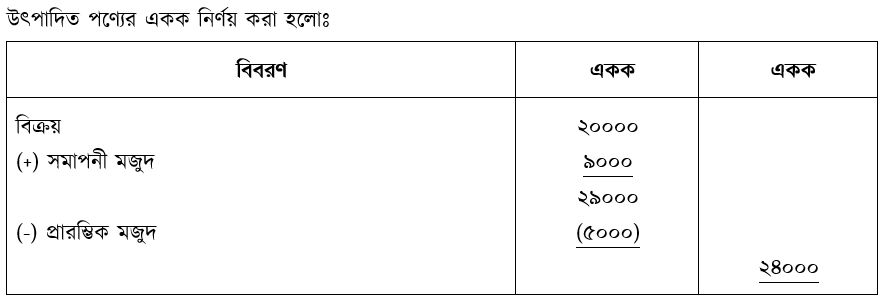 উৎপাদিত পণ্যের একক নির্ণয় করা হলোঃ
বিবরণ একক একক
বিক্রয় ২০০০০
(+) সমাপনী মজুদ ৯০০০
২৯০০০
(-) প্রারম্ভিক মজুদ (৫০০০)
২৪০০০